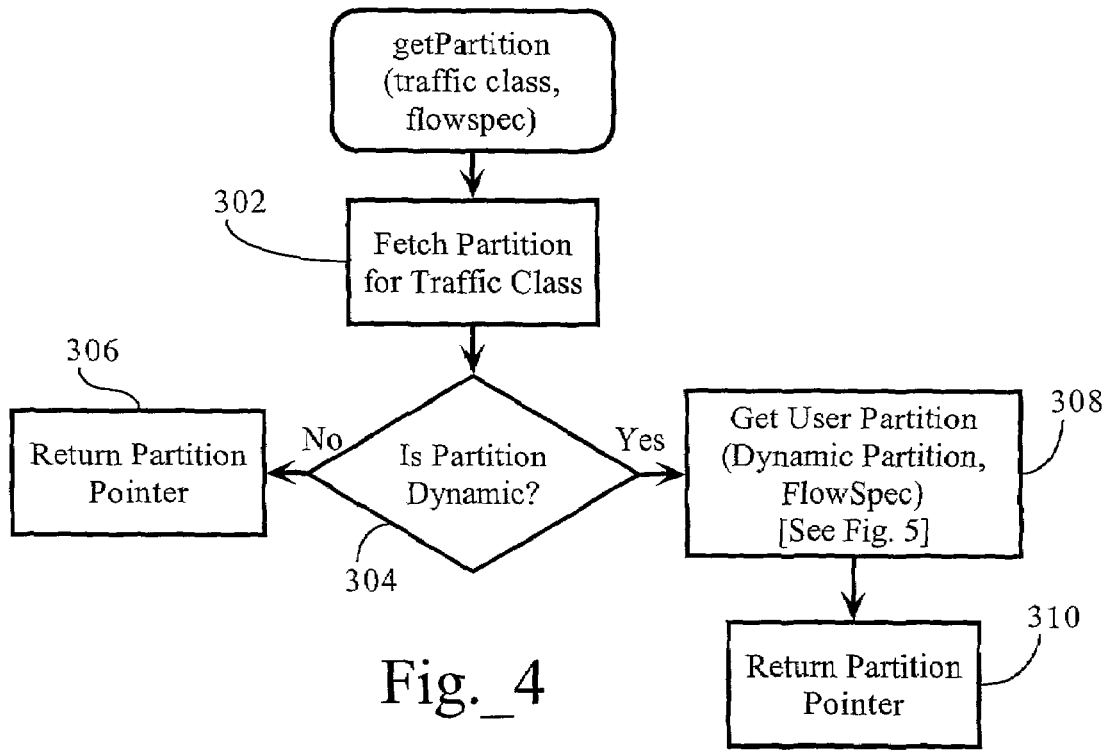 getPartition
(traffic class,
flowspec)
302
Fetch Partition
for Traffic Class
306
Return Partition
Pointer
No
Is Partition
Dynamic?
304
Yes
Get User Partition
(Dynamic Partition,
FlowSpec)
[See Fig. 5]
308
310
Return Partition
Pointer
Fig._4